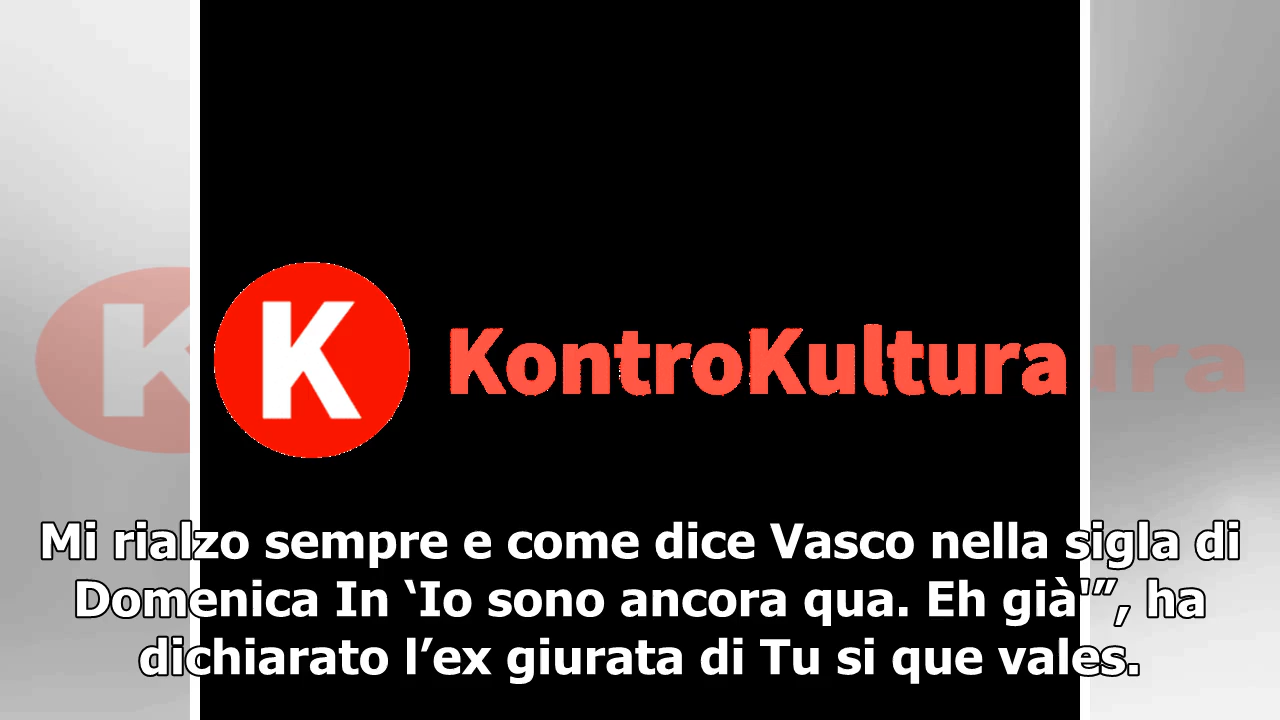 K
KontroKultura
Mi rialzo sempre e come dice Vasco nella sigla di
Domenica In ‘Io sono ancora qua. Eh già'”, ha
dichiarato l’ex giurata di Tu si que vales.